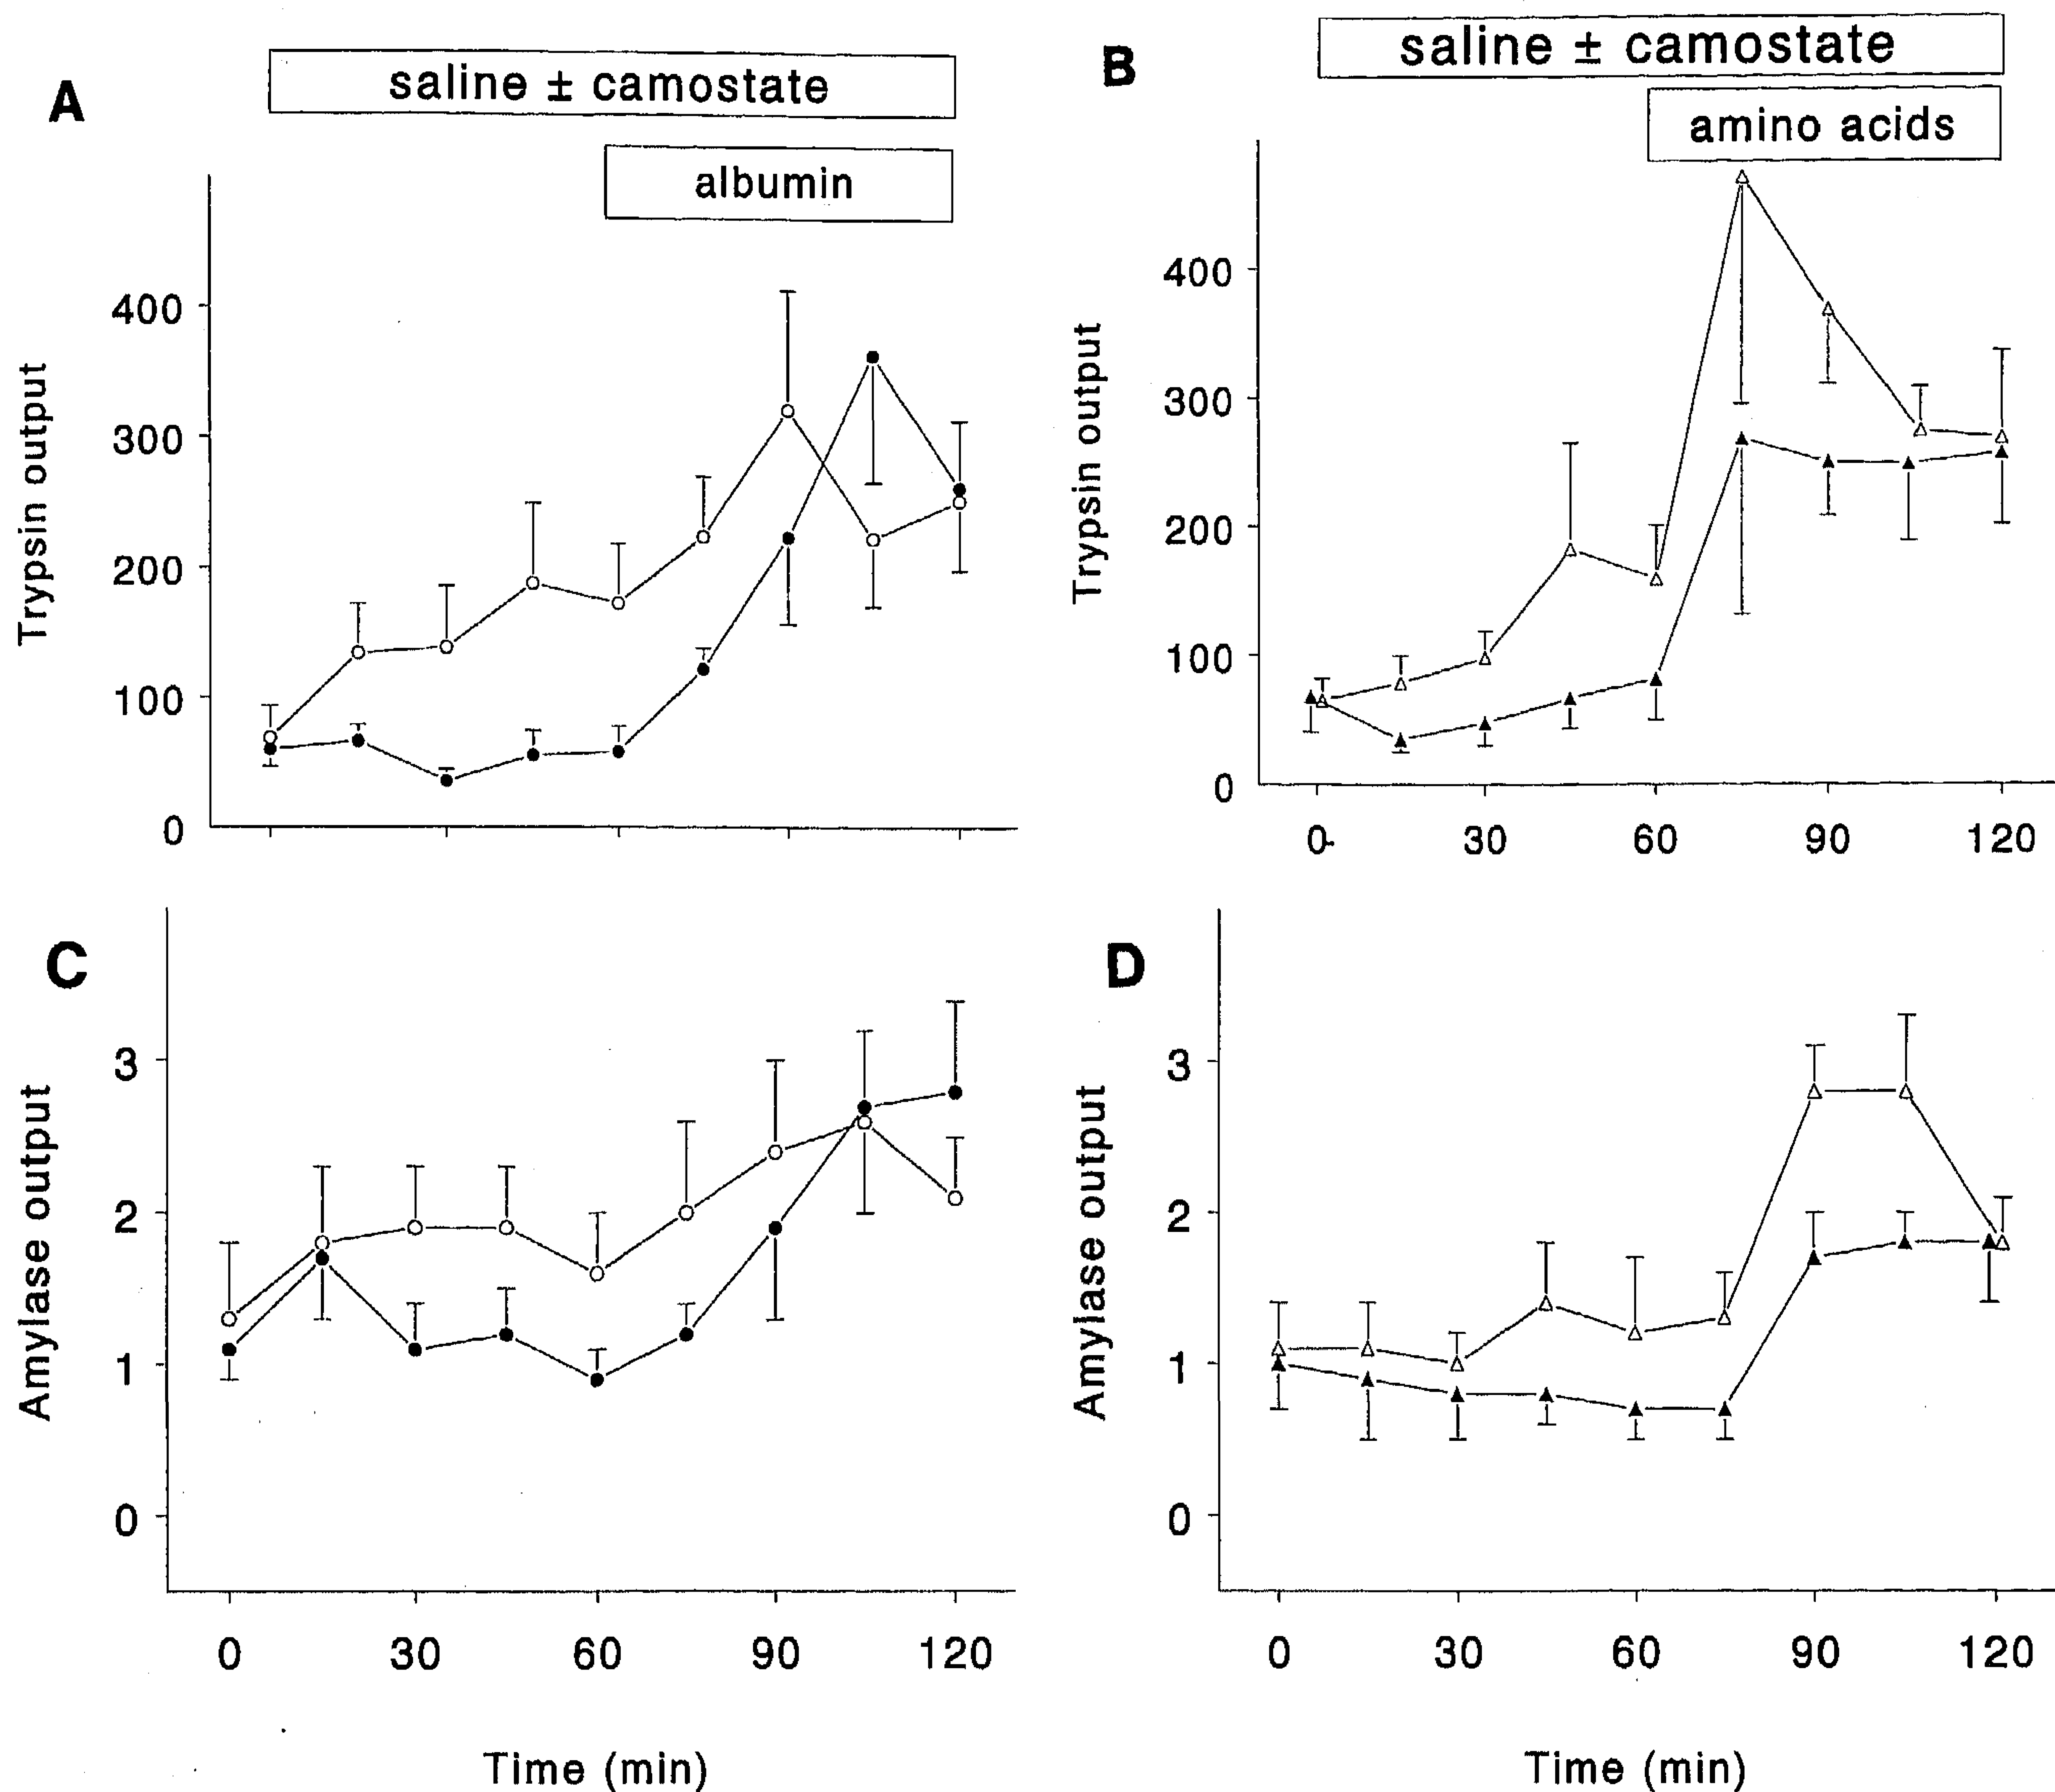 A
saline ± camostate
albumin
Trypsin output
400
300
200
100
0
B
saline ± camostate
amino acids
Trypsin output
400
300
200
100
0
0 30 60 90 120
C
Amylase output
3
2
1
0
0 30 60 90 120
Time (min)
D
Amylase output
3
2
1
0
0 30 60 90 120
Time (min)